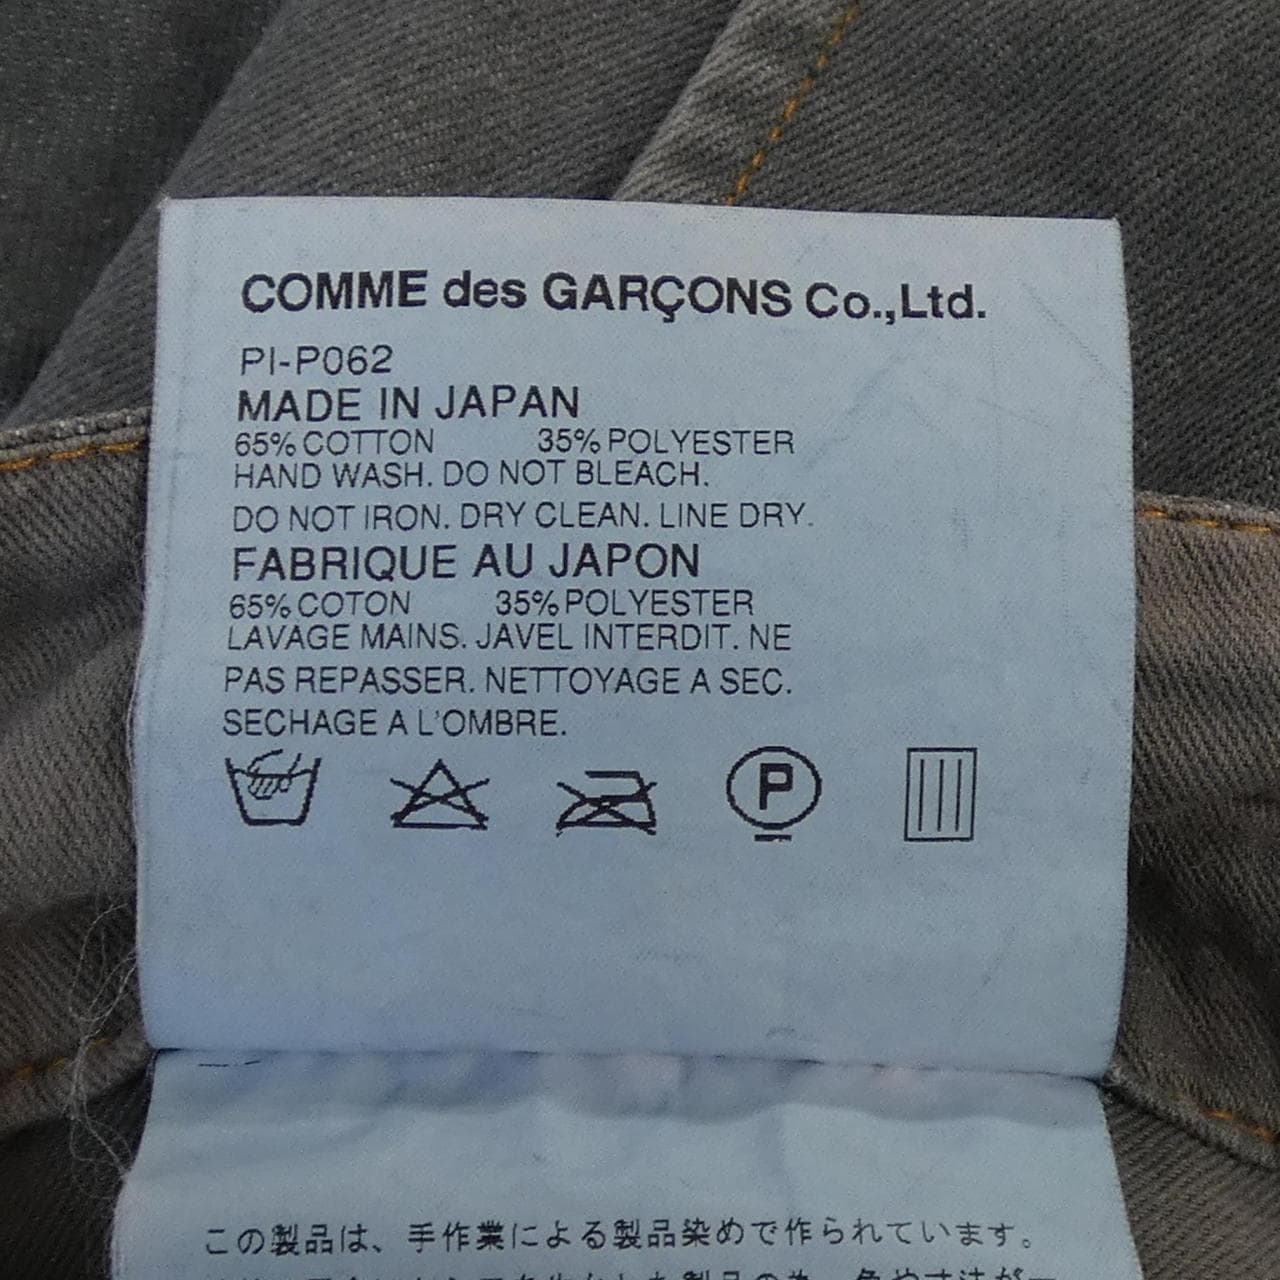 COMME des GARÇONS Co.,Ltd.
PI-P062
MADE IN JAPAN
65% COTTON 35% POLYESTER
HAND WASH. DO NOT BLEACH.
DO NOT IRON. DRY CLEAN. LINE DRY.
FABRIQUE AU JAPON
65% COTON 35% POLYESTER
LAVAGE MAINS. JAVEL INTERDIT. NE
PAS REPASSER. NETTOYAGE A SEC.
SECHAGE A L'OMBRE.
P
この製品は、手作業による製品染めで作られています。